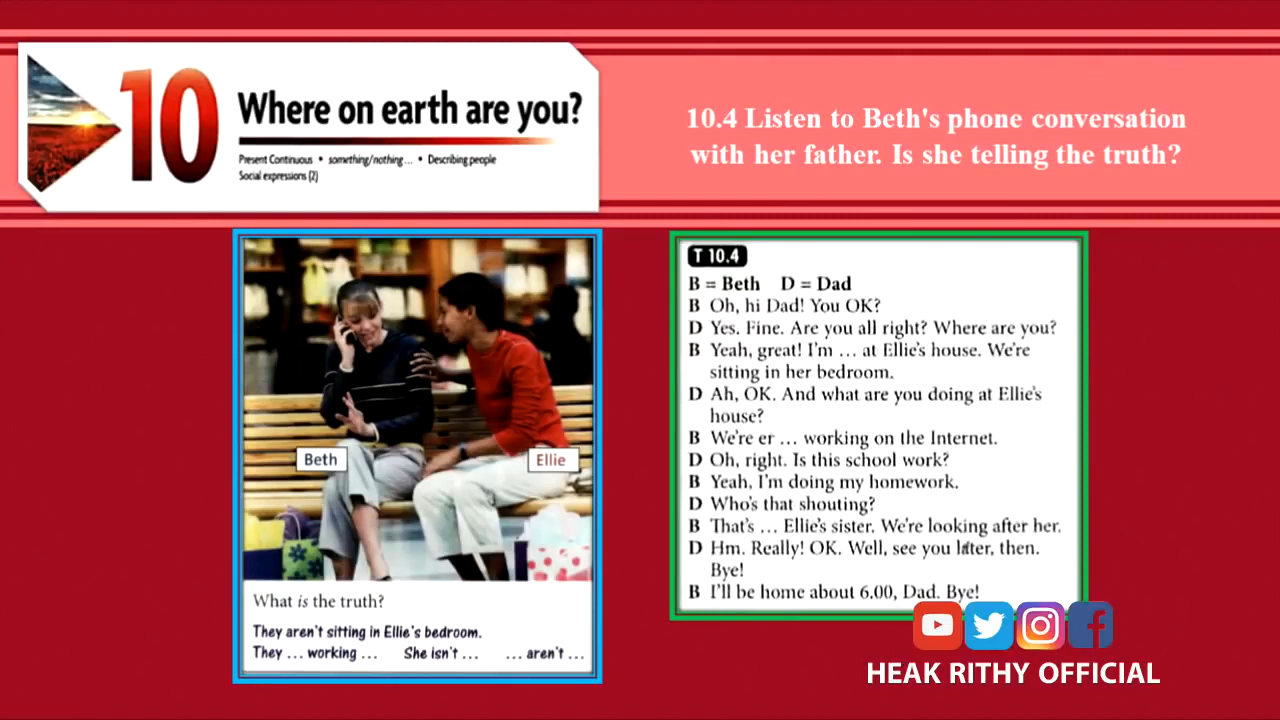 10
Where on earth are you?
Present Continuous • something/nothing ... • Describing people
Social expressions (2)
10.4 Listen to Beth's phone conversation
with her father. Is she telling the truth?
Beth
Ellie
What is the truth?
They aren't sitting in Ellie's bedroom.
They ... working ... She isn't ... ... aren't ...
T 10.4
B = Beth D = Dad
B Oh, hi Dad! You OK?
D Yes. Fine. Are you all right? Where are you?
B Yeah, great! I'm ... at Ellie's house. We're
sitting in her bedroom.
D Ah, OK. And what are you doing at Ellie's
house?
B We're er ... working on the Internet.
D Oh, right. Is this school work?
B Yeah, I'm doing my homework.
D Who's that shouting?
B That's ... Ellie's sister. We're looking after her.
D Hm. Really! OK. Well, see you later, then.
Bye!
B I'll be home about 6.00, Dad. Bye!
HEAK RITHY OFFICIAL